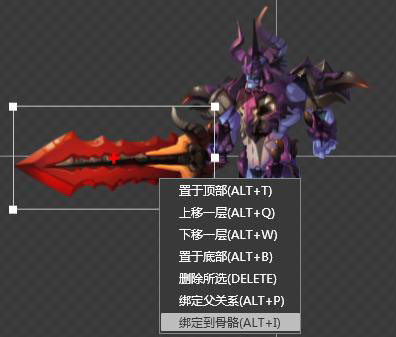 置于顶部(ALT+T)
上移一层(ALT+Q)
下移一层(ALT+W)
置于底部(ALT+B)
删除所选(DELETE)
绑定父关系(ALT+P)
绑定到骨骼(ALT+I)